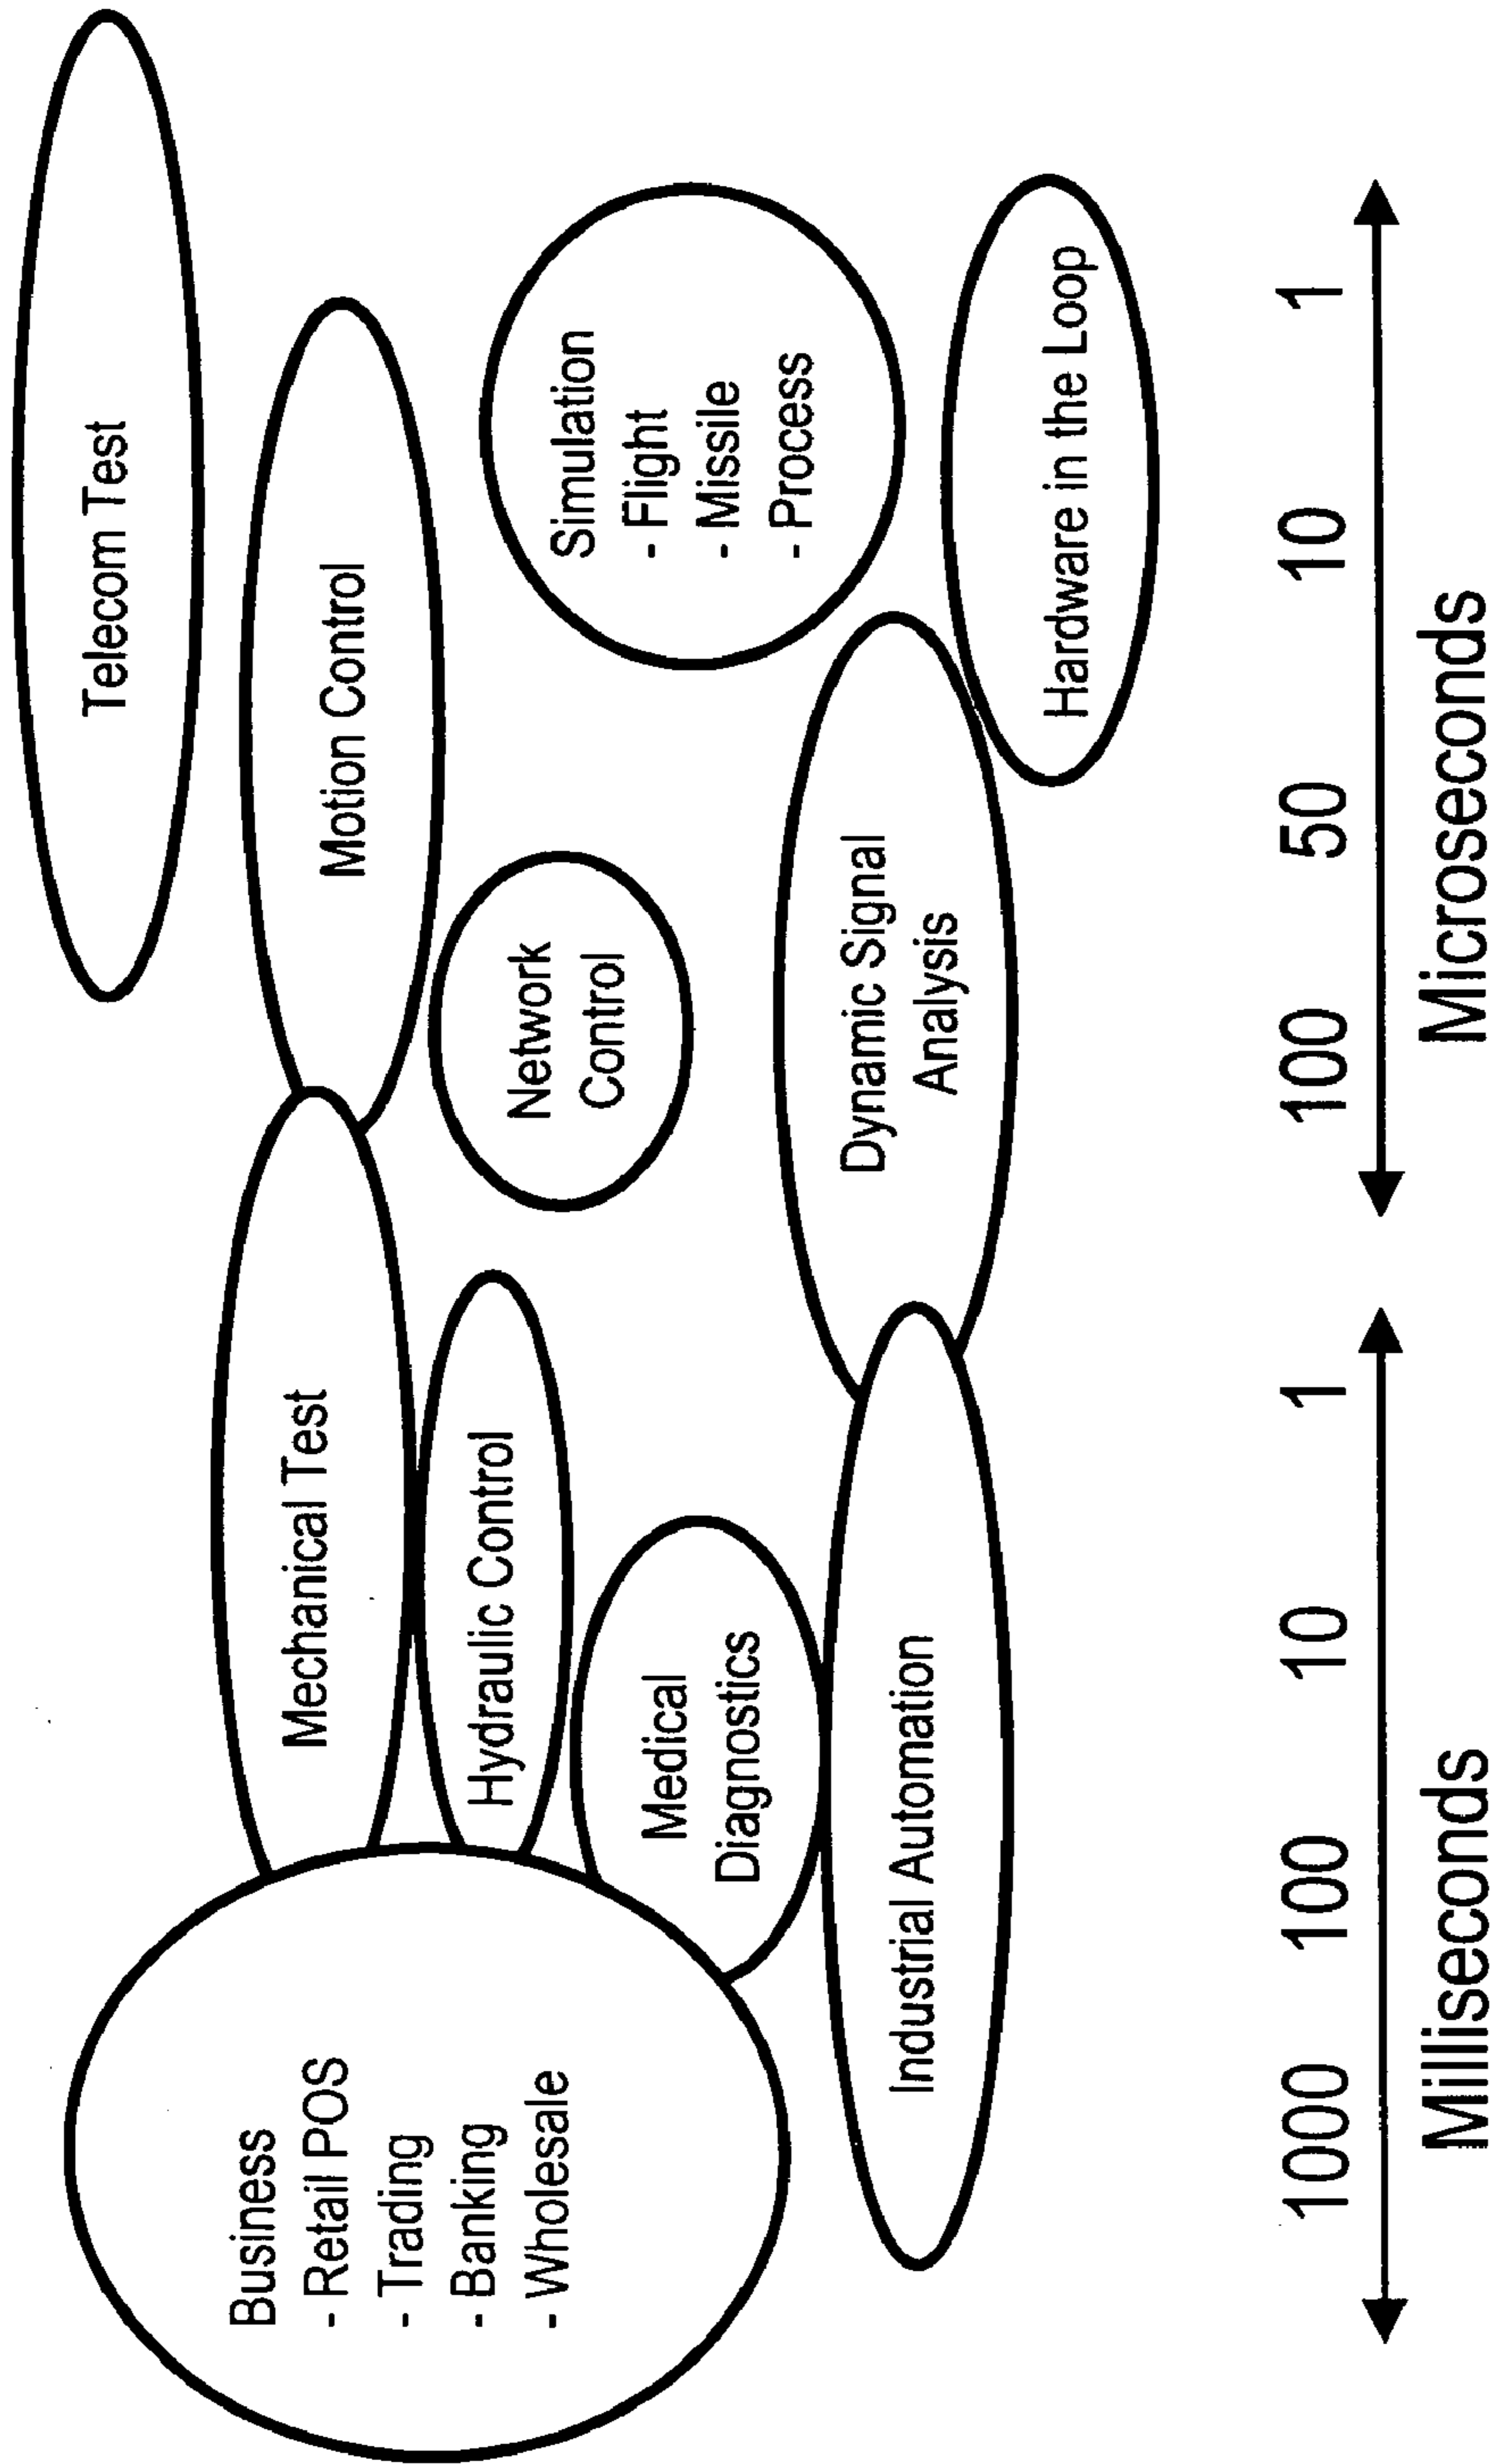 Telecom Test
Motion Control
Mechanical Test
Business
- Retail POS
- Trading
- Banking
- Wholesale
Hydraulic Control
Network
Control
Simulation
- Flight
- Missile
- Process
Medical
Diagnostics
Dynamic Signal
Analysis
Industrial Automation
Hardware in the Loop
1000 100 10 1 100 50 10 1
Milliseconds Microseconds